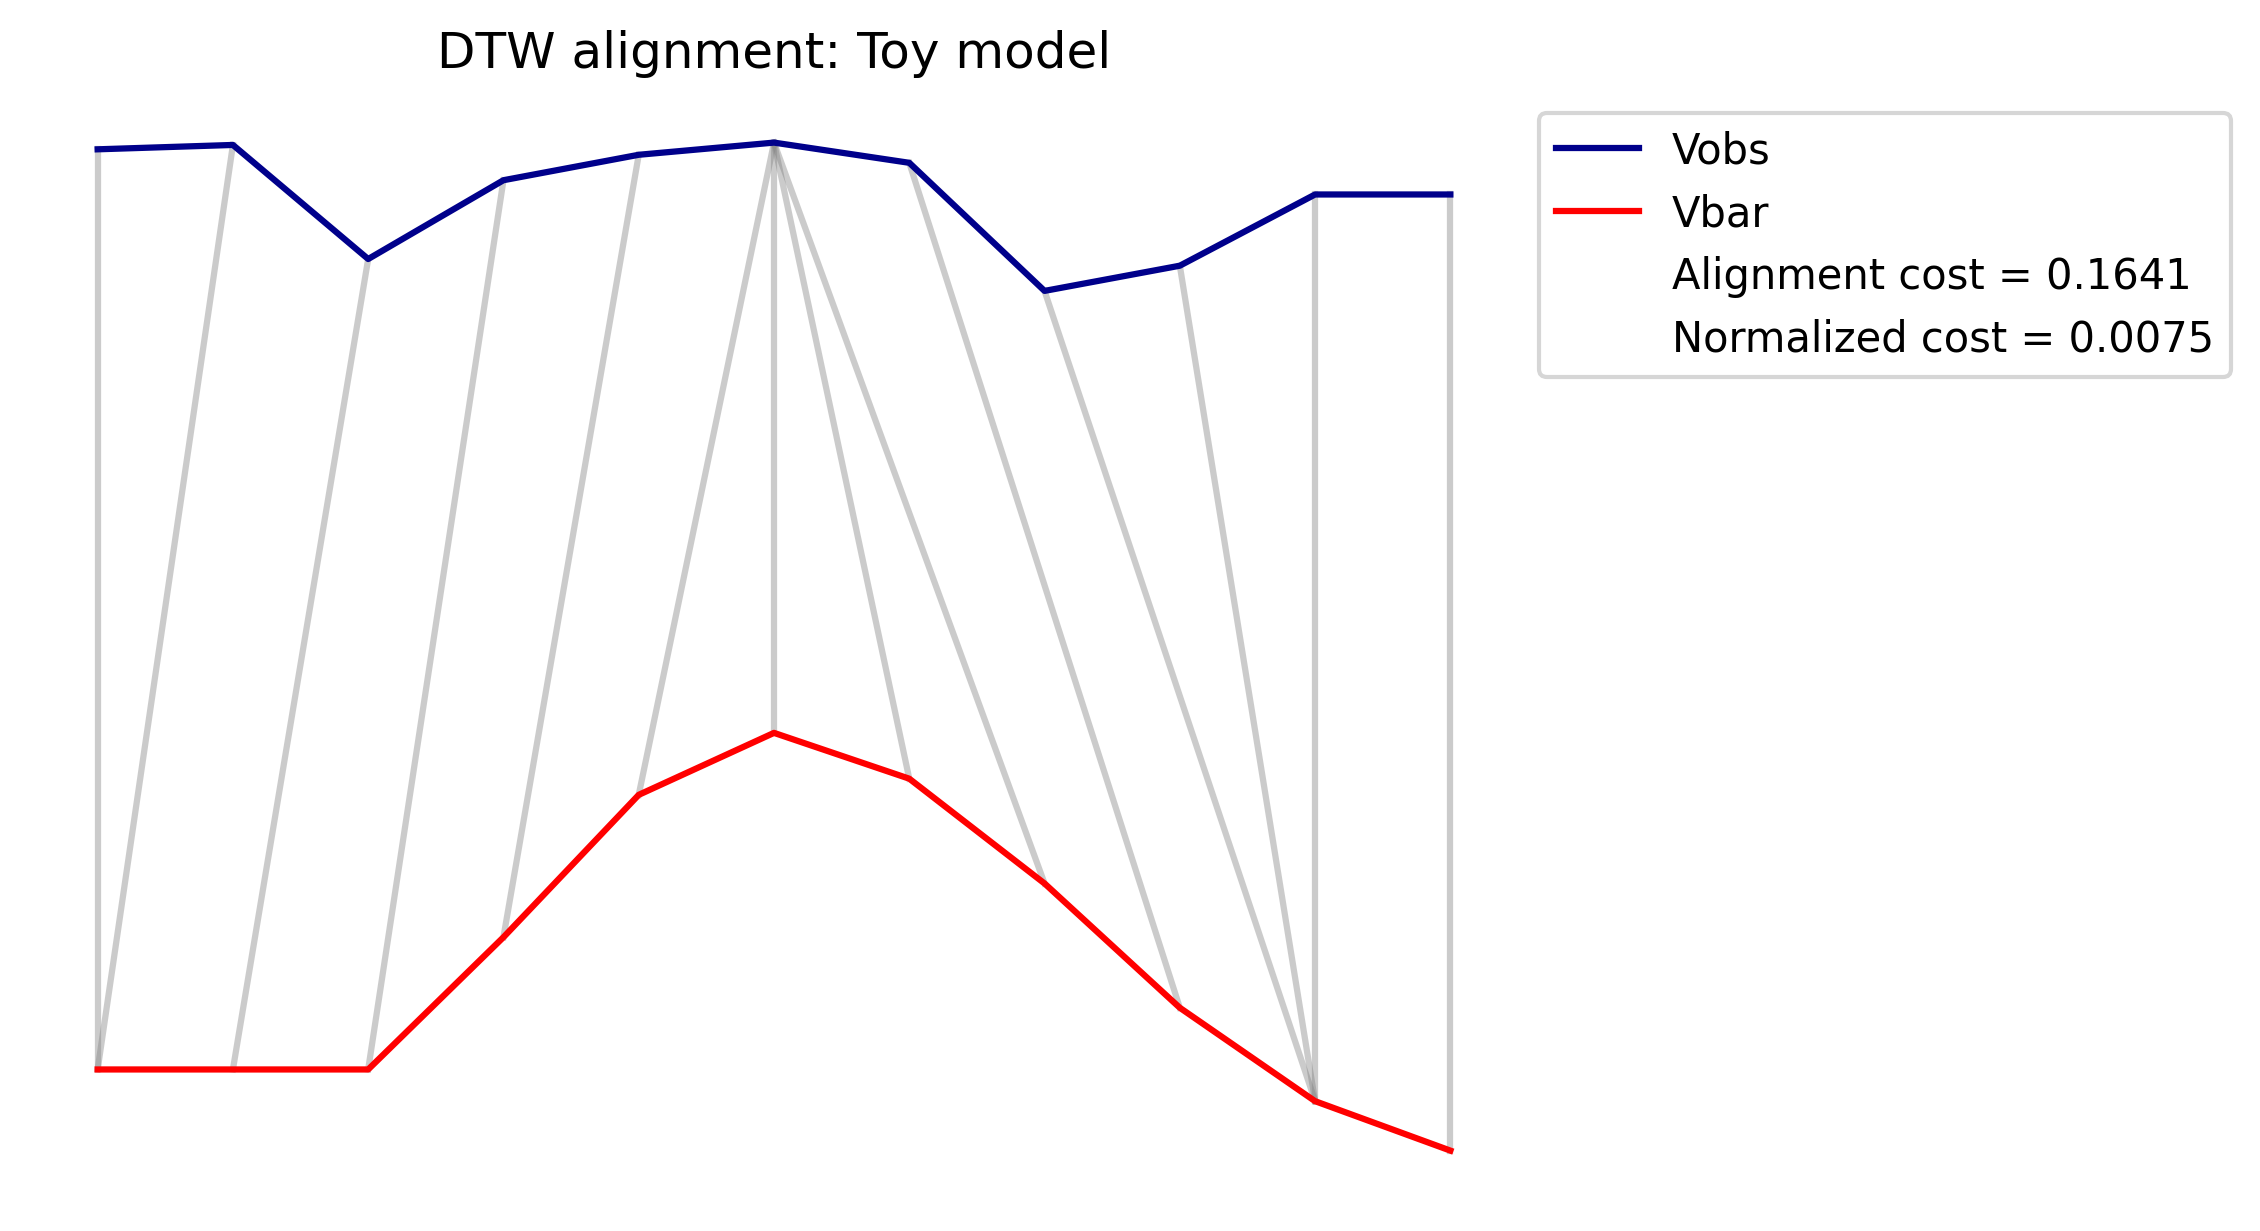 DTW alignment: Toy model
Vobs
Vbar
Alignment cost = 0.1641
Normalized cost = 0.0075